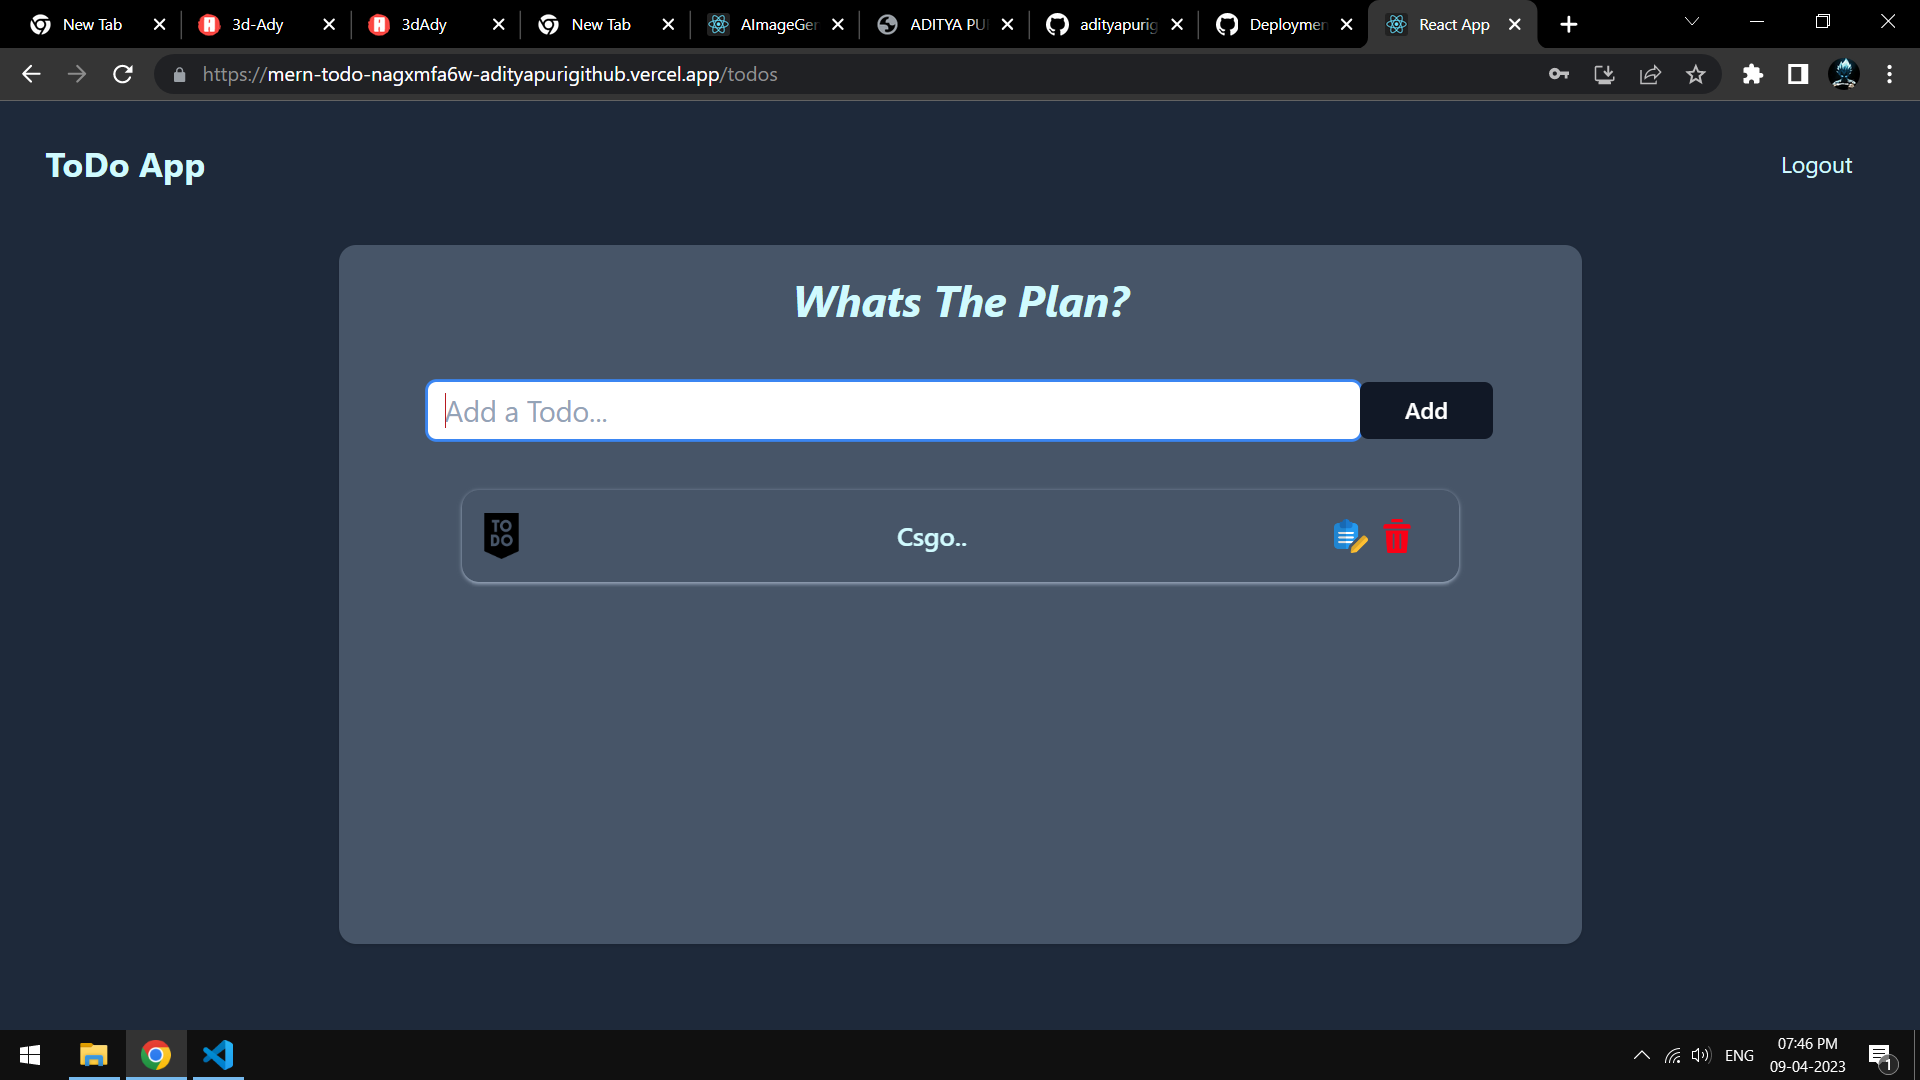 New Tab
3d-Ady
3dAdy
New Tab
AImageGer
ADITYA PU
adityapurig
Deploymen
React App
https://mern-todo-nagxmfa6w-adityapurigithub.vercel.app/todos
ToDo App
Logout
Whats The Plan?
Add a Todo...
Add
TO
DO
Csgo..
ENG
07:46 PM
09-04-2023
1